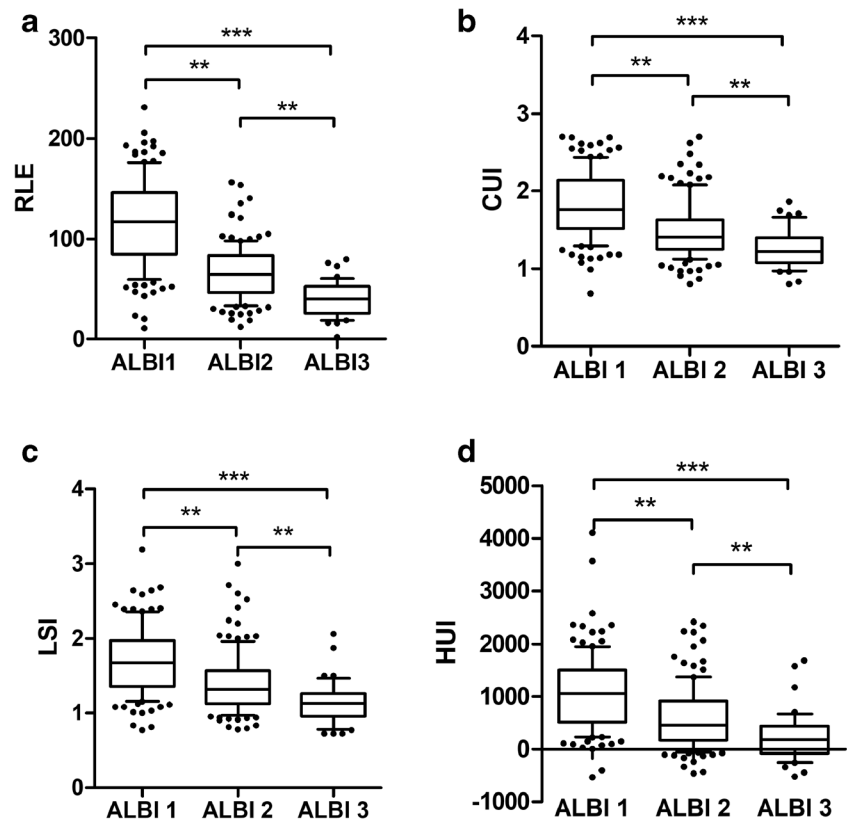 a
300
200
100
0
RLE
***
**
**
ALBI1 ALBI2 ALBI3
b
4
3
2
1
0
CUI
***
**
**
ALBI 1 ALBI 2 ALBI 3
c
4
3
2
1
0
LSI
***
**
**
ALBI 1 ALBI 2 ALBI 3
d
5000
4000
3000
2000
1000
0
-1000
HUI
***
**
**
ALBI 1 ALBI 2 ALBI 3